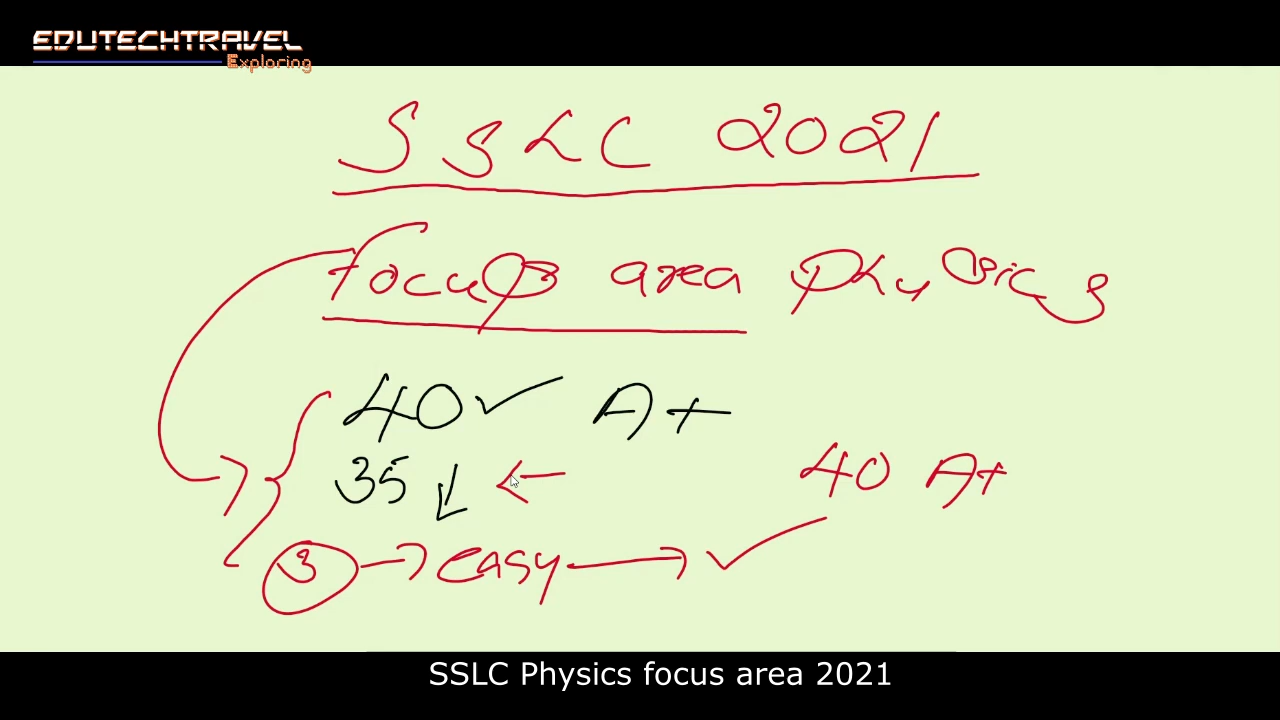 EDUTECHTRAVEL
Exploring
SSLC 2021
focus area Physics
40 ✓ A+
35 ↓ ←
40 A+
3 → easy → ✓
SSLC Physics focus area 2021